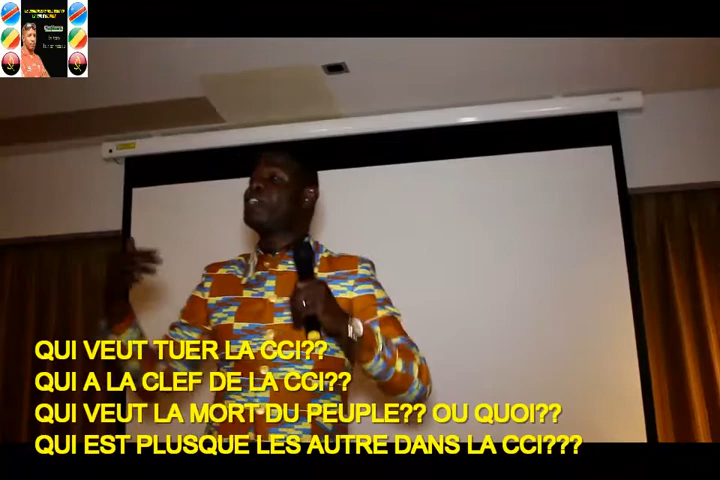 QUI VEUT TUER LA CCI??
QUI A LA CLEF DE LA CCI??
QUI VEUT LA MORT DU PEUPLE?? OU QUOI??
QUI EST PLUSQUE LES AUTRE DANS LA CCI???